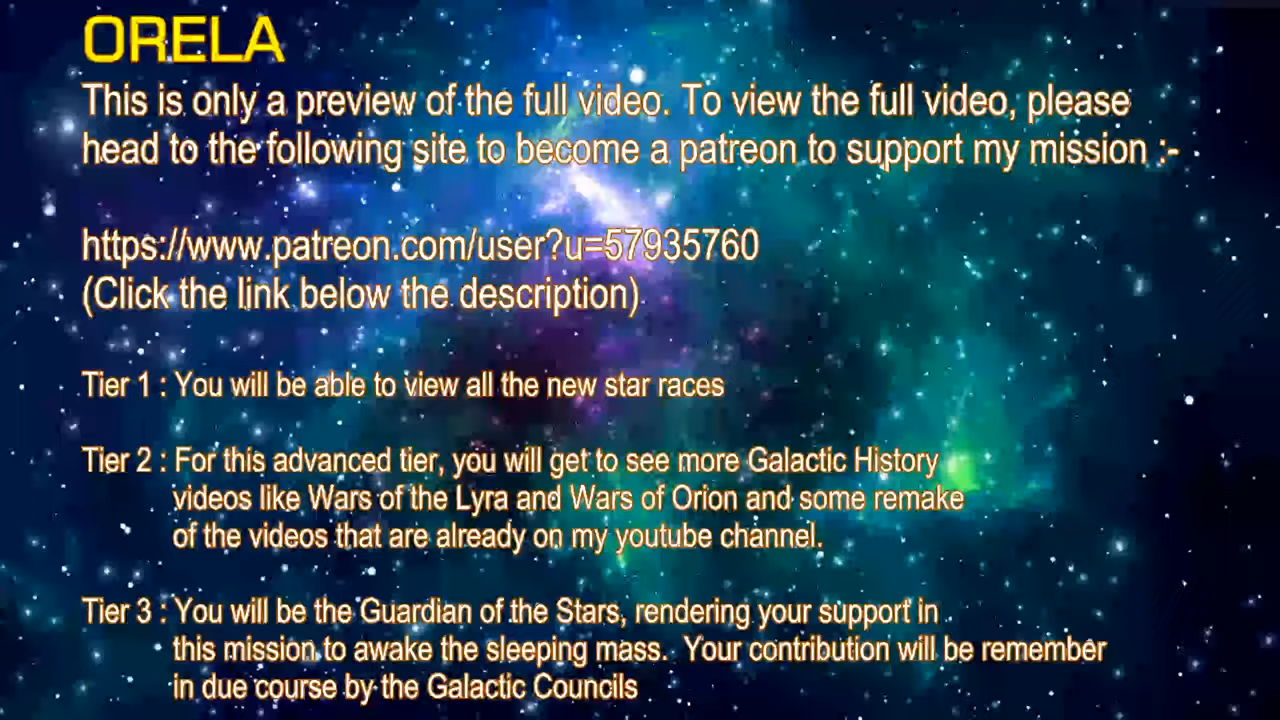 ORELA
This is only a preview of the full video. To view the full video, please
head to the following site to become a patreon to support my mission :-
https://www.patreon.com/user?u=57935760
(Click the link below the description)
Tier 1 : You will be able to view all the new star races
Tier 2 : For this advanced tier, you will get to see more Galactic History
videos like Wars of the Lyra and Wars of Orion and some remake
of the videos that are already on my youtube channel.
Tier 3 : You will be the Guardian of the Stars, rendering your support in
this mission to awake the sleeping mass. Your contribution will be remember
in due course by the Galactic Councils